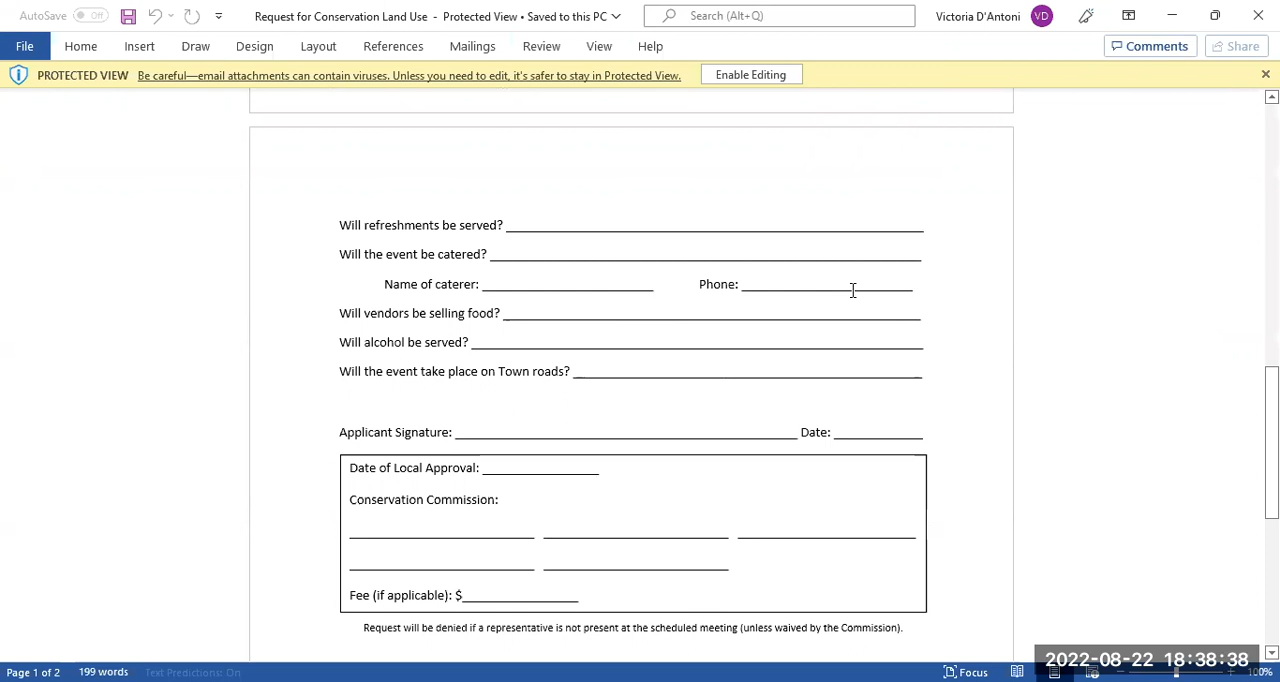 AutoSave Off Request for Conservation Land Use - Protected View • Saved to this PC Search (Alt+Q) Victoria D'Antoni VD
File Home Insert Draw Design Layout References Mailings Review View Help Comments Share
PROTECTED VIEW Be careful—email attachments can contain viruses. Unless you need to edit, it's safer to stay in Protected View. Enable Editing
Will refreshments be served?
Will the event be catered?
Name of caterer: Phone:
Will vendors be selling food?
Will alcohol be served?
Will the event take place on Town roads?
Applicant Signature: Date:
Date of Local Approval:
Conservation Commission:
Fee (if applicable): $
Request will be denied if a representative is not present at the scheduled meeting (unless waived by the Commission).
2022-08-22 18:38:38
Page 1 of 2 199 words Text Predictions: On Focus 100%